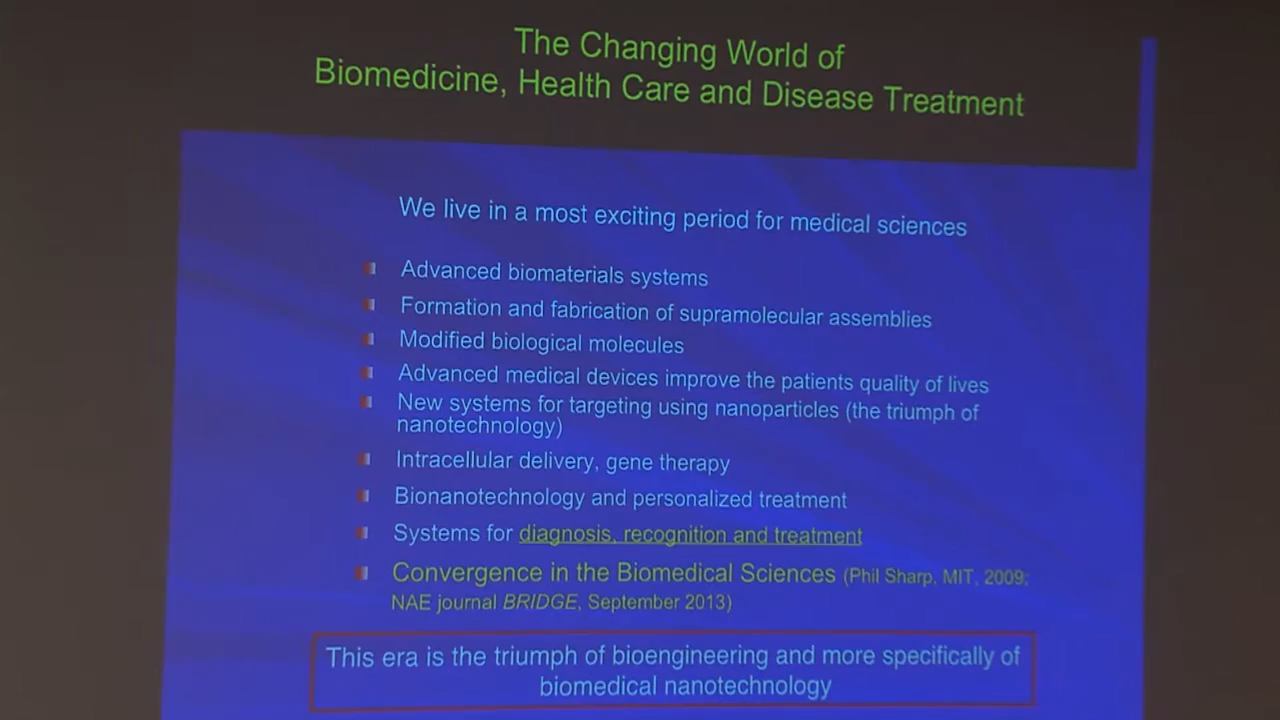 The Changing World of
Biomedicine, Health Care and Disease Treatment
We live in a most exciting period for medical sciences
Advanced biomaterials systems
Formation and fabrication of supramolecular assemblies
Modified biological molecules
Advanced medical devices improve the patients quality of lives
New systems for targeting using nanoparticles (the triumph of
nanotechnology)
Intracellular delivery, gene therapy
Bionanotechnology and personalized treatment
Systems for diagnosis, recognition and treatment
Convergence in the Biomedical Sciences (Phil Sharp, MIT, 2009;
NAE journal BRIDGE, September 2013)
This era is the triumph of bioengineering and more specifically of
biomedical nanotechnology